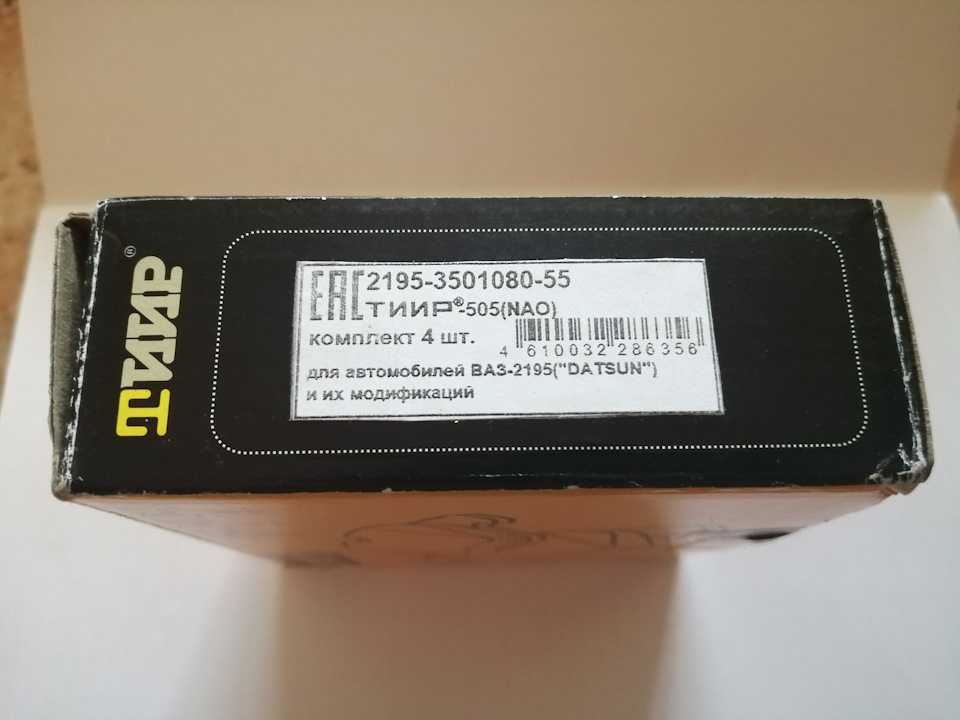 ТИИР®
EAC 2195-3501080-55
ТИИР®-505(NAO)
комплект 4 шт.
4 610032 286356
для автомобилей ВАЗ-2195("DATSUN")
и их модификаций